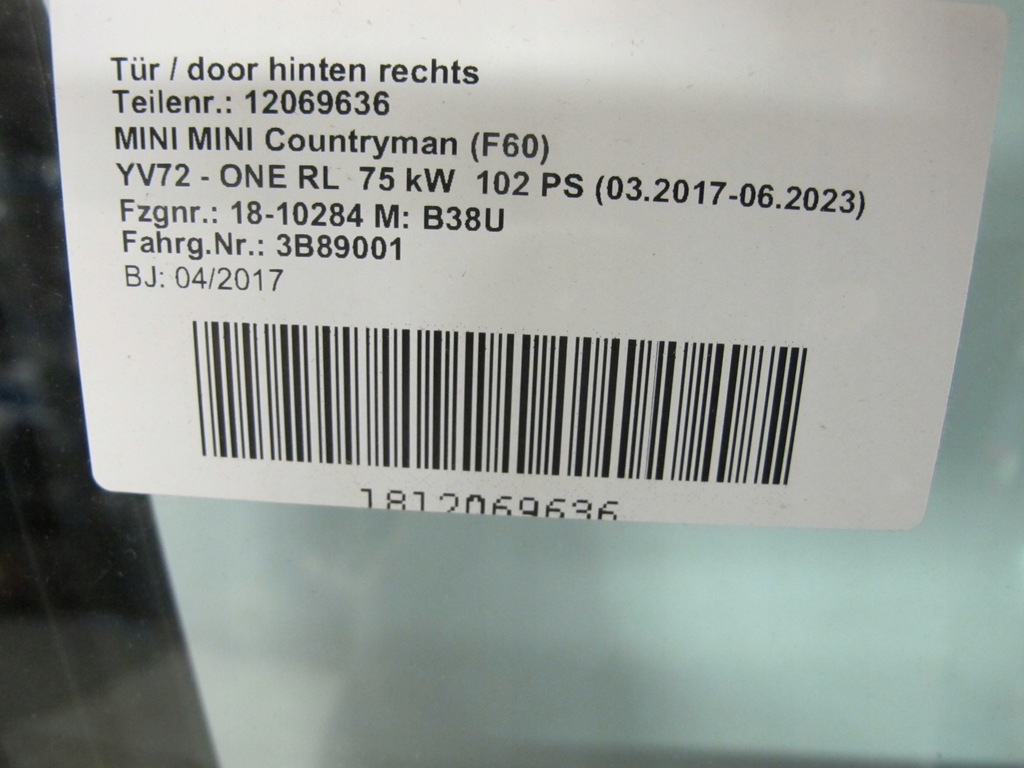 Tür / door hinten rechts
Teilenr.: 12069636
MINI MINI Countryman (F60)
YV72 - ONE RL 75 kW 102 PS (03.2017-06.2023)
Fzgnr.: 18-10284 M: B38U
Fahrg.Nr.: 3B89001
BJ: 04/2017
1812069636